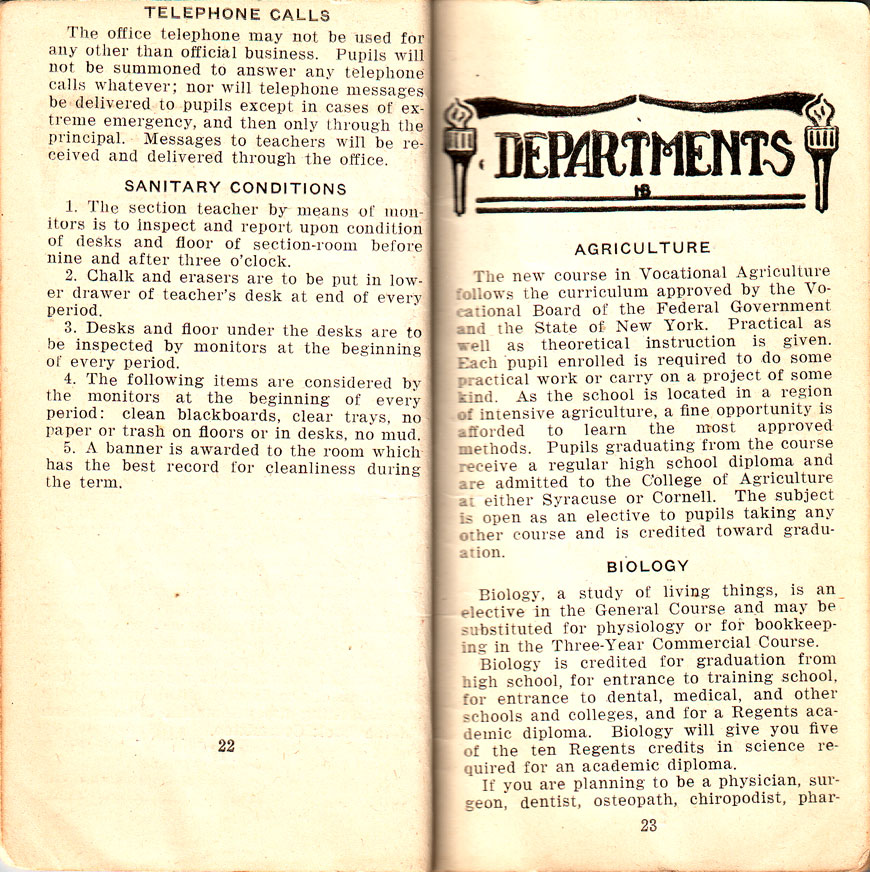 TELEPHONE CALLS
The office telephone may not be used for
any other than official business. Pupils will
not be summoned to answer any telephone
calls whatever; nor will telephone messages
be delivered to pupils except in cases of ex-
treme emergency, and then only through the
principal. Messages to teachers will be re-
ceived and delivered through the office.
SANITARY CONDITIONS
1. The section teacher by means of mon-
itors is to inspect and report upon condition
of desks and floor of section-room before
nine and after three o'clock.
2. Chalk and erasers are to be put in low-
er drawer of teacher's desk at end of every
period.
3. Desks and floor under the desks are to
be inspected by monitors at the beginning
of every period.
4. The following items are considered by
the monitors at the beginning of every
period: clean blackboards, clear trays, no
paper or trash on floors or in desks, no mud.
5. A banner is awarded to the room which
has the best record for cleanliness during
the term.
22
DEPARTMENTS
HB
AGRICULTURE
The new course in Vocational Agriculture
follows the curriculum approved by the Vo-
cational Board of the Federal Government
and the State of New York. Practical as
well as theoretical instruction is given.
Each pupil enrolled is required to do some
practical work or carry on a project of some
kind. As the school is located in a region
of intensive agriculture, a fine opportunity is
afforded to learn the most approved
methods. Pupils graduating from the course
receive a regular high school diploma and
are admitted to the College of Agriculture
at either Syracuse or Cornell. The subject
is open as an elective to pupils taking any
other course and is credited toward gradu-
ation.
BIOLOGY
Biology, a study of living things, is an
elective in the General Course and may be
substituted for physiology or for bookkeep-
ing in the Three-Year Commercial Course.
Biology is credited for graduation from
high school, for entrance to training school,
for entrance to dental, medical, and other
schools and colleges, and for a Regents aca-
demic diploma. Biology will give you five
of the ten Regents credits in science re-
quired for an academic diploma.
If you are planning to be a physician, sur-
geon, dentist, osteopath, chiropodist, phar-
23